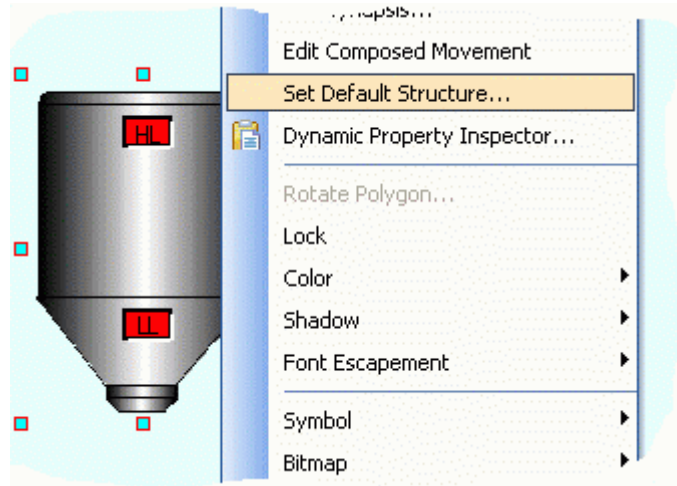 Edit Composed Movement
Set Default Structure...
HL
Dynamic Property Inspector...
Rotate Polygon...
Lock
Color
LL
Shadow
Font Escapement
Symbol
Bitmap